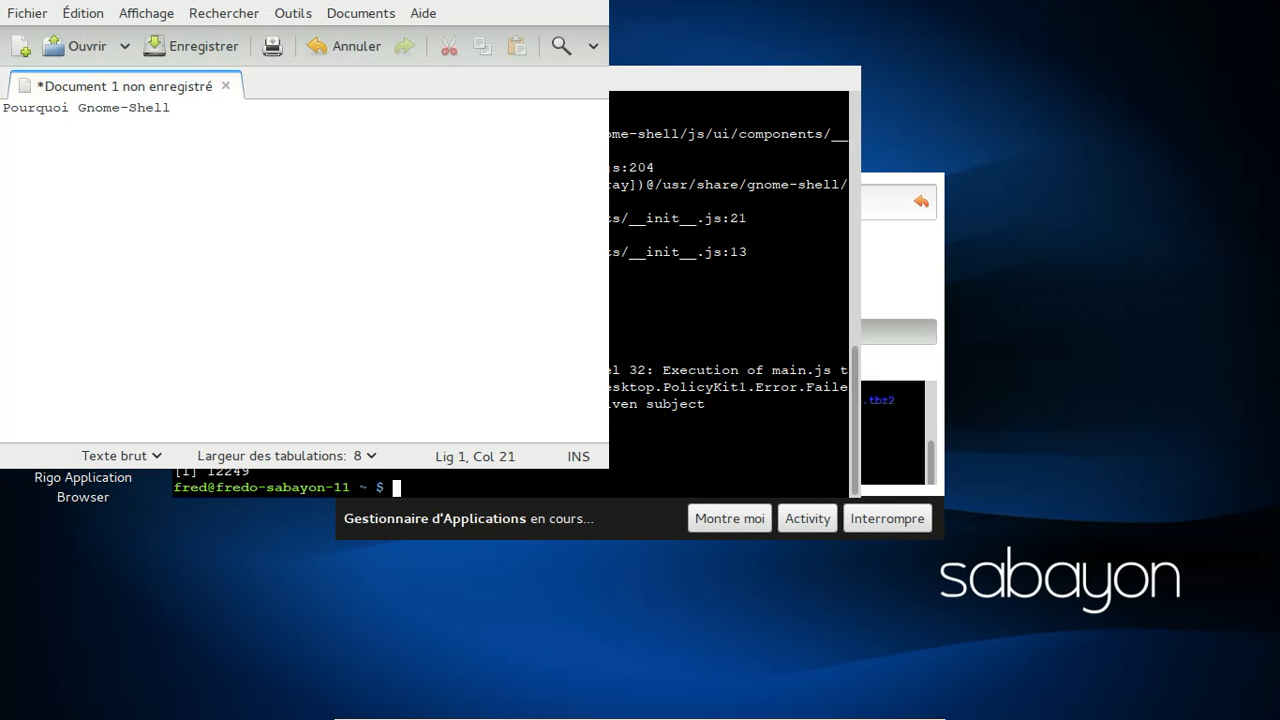 Fichier Édition Affichage Rechercher Outils Documents Aide
Ouvrir Enregistrer Annuler
*Document 1 non enregistré
Pourquoi Gnome-Shell
ome-shell/js/ui/components/__
s:204
ray])@/usr/share/gnome-shell/
ts/__init__.js:21
ts/__init__.js:13
el 32: Execution of main.js t
esktop.PolicyKit1.Error.Faile
iven subject
.tbz2
Texte brut Largeur des tabulations: 8 Lig 1, Col 21 INS
[1] 12249
fred@fredo-sabayon-11 ~ $
Rigo Application
Browser
Gestionnaire d'Applications en cours... Montre moi Activity Interrompre
sabayon